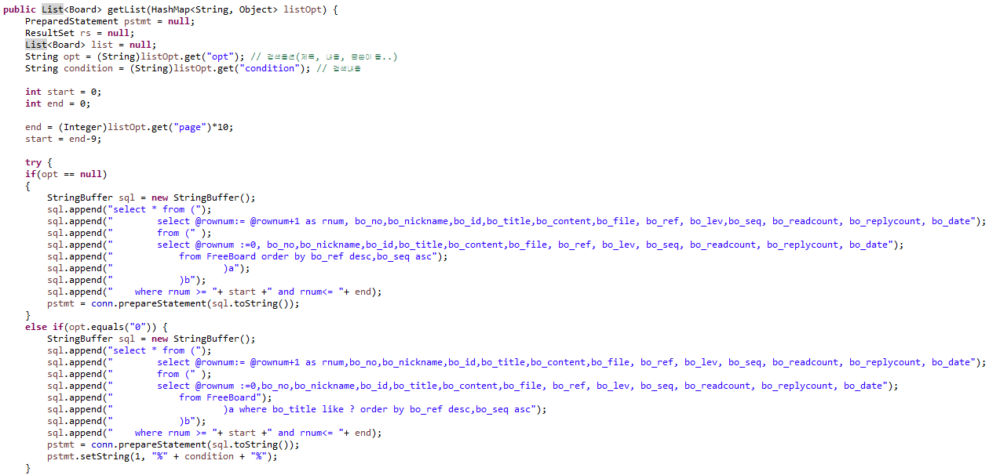 public List<Board> getList(HashMap<String, Object> listOpt) {
PreparedStatement pstmt = null;
ResultSet rs = null;
List<Board> list = null;
String opt = (String)listOpt.get("opt"); // 검색옵션(제목, 내용, 글쓴이 등..)
String condition = (String)listOpt.get("condition"); // 검색내용
int start = 0;
int end = 0;
end = (Integer)listOpt.get("page")*10;
start = end-9;
try {
if(opt == null)
{
StringBuffer sql = new StringBuffer();
sql.append("select * from (");
sql.append("        select @rownum:= @rownum+1 as rnum, bo_no,bo_nickname,bo_id,bo_title,bo_content,bo_file, bo_ref, bo_lev,bo_seq, bo_readcount, bo_replycount, bo_date");
sql.append("        from (" );
sql.append("        select @rownum :=0, bo_no,bo_nickname,bo_id,bo_title,bo_content,bo_file, bo_ref, bo_lev, bo_seq, bo_readcount, bo_replycount, bo_date");
sql.append("            from FreeBoard order by bo_ref desc,bo_seq asc");
sql.append("                    )a");
sql.append("            )b");
sql.append("    where rnum >= "+ start +" and rnum<= "+ end);
pstmt = conn.prepareStatement(sql.toString());
}
else if(opt.equals("0")) {
StringBuffer sql = new StringBuffer();
sql.append("select * from (");
sql.append("        select @rownum:= @rownum+1 as rnum,bo_no,bo_nickname,bo_id,bo_title,bo_content,bo_file, bo_ref, bo_lev, bo_seq, bo_readcount, bo_replycount, bo_date");
sql.append("        from (" );
sql.append("        select @rownum :=0,bo_no,bo_nickname,bo_id,bo_title,bo_content,bo_file, bo_ref, bo_lev, bo_seq, bo_readcount, bo_replycount, bo_date");
sql.append("            from FreeBoard");
sql.append("                    )a where bo_title like ? order by bo_ref desc,bo_seq asc");
sql.append("            )b");
sql.append("    where rnum >= "+ start +" and rnum<= "+ end);
pstmt = conn.prepareStatement(sql.toString());
pstmt.setString(1, "%" + condition + "%");
}